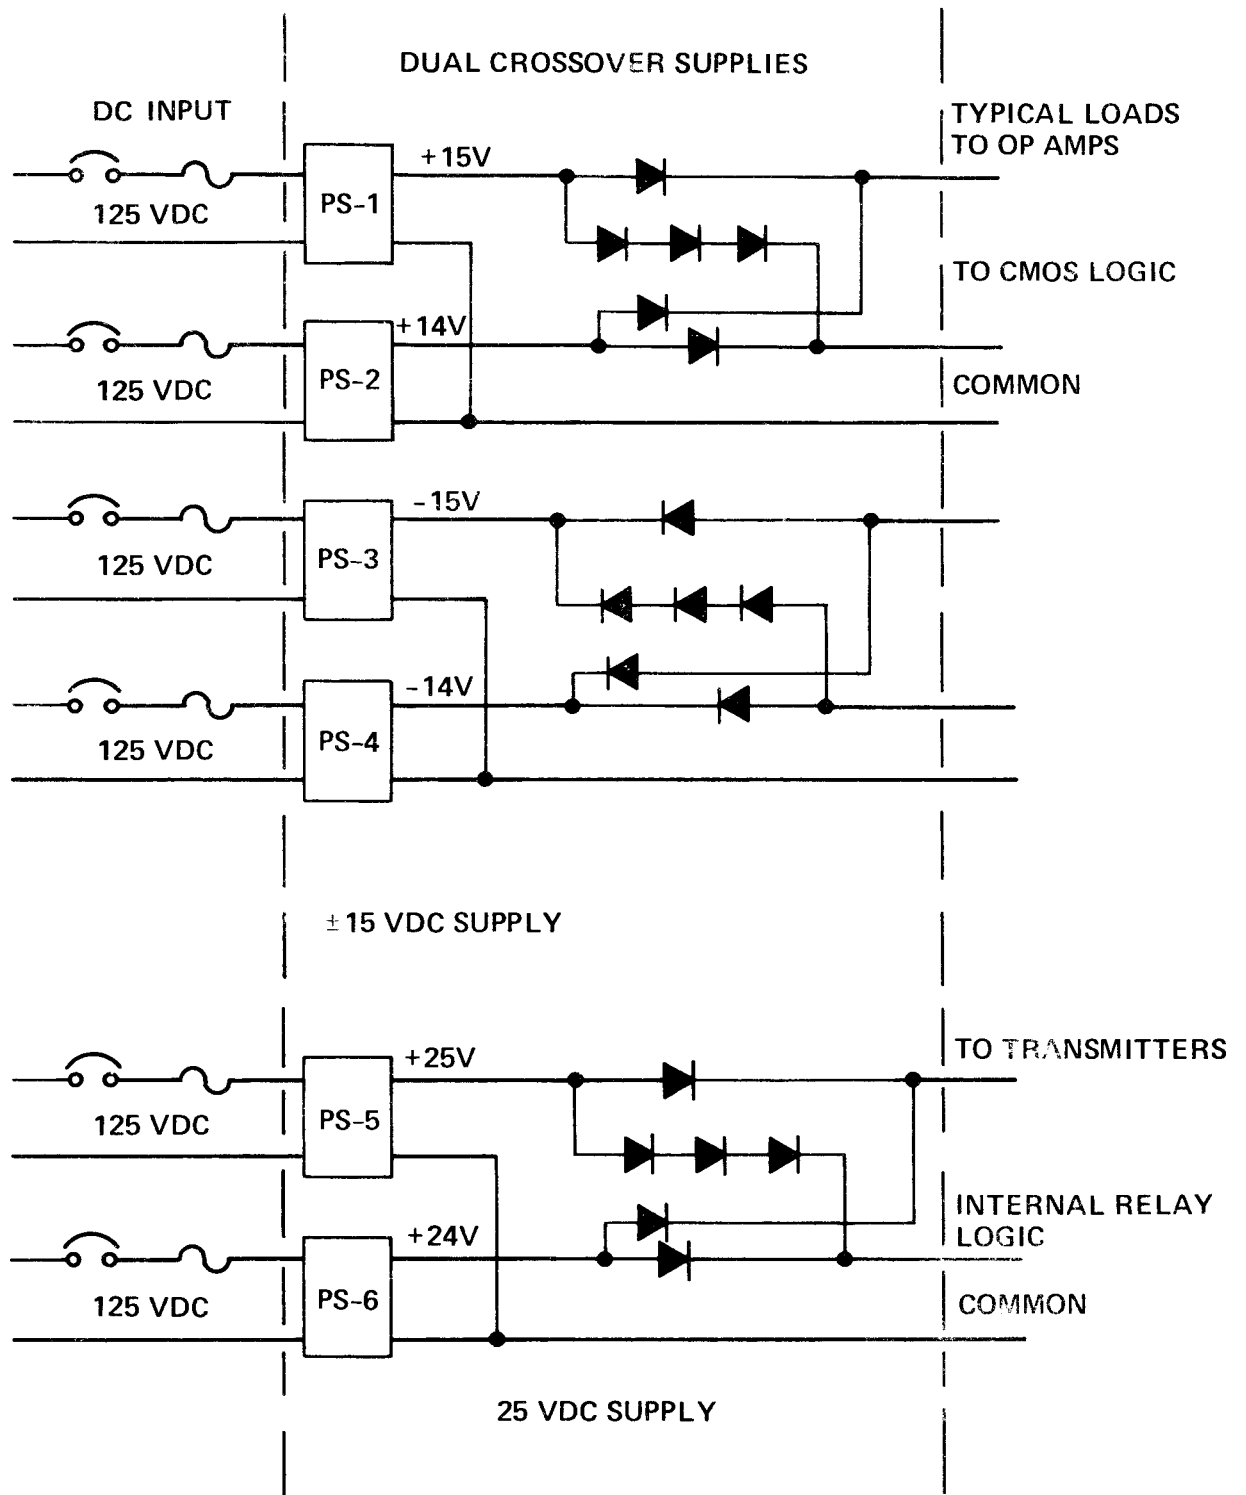 DUAL CROSSOVER SUPPLIES
DC INPUT
TYPICAL LOADS
TO OP AMPS
+15V
PS-1
125 VDC
TO CMOS LOGIC
+14V
PS-2
125 VDC
COMMON
-15V
PS-3
125 VDC
-14V
PS-4
125 VDC
±15 VDC SUPPLY
TO TRANSMITTERS
+25V
PS-5
125 VDC
INTERNAL RELAY
LOGIC
+24V
PS-6
125 VDC
COMMON
25 VDC SUPPLY